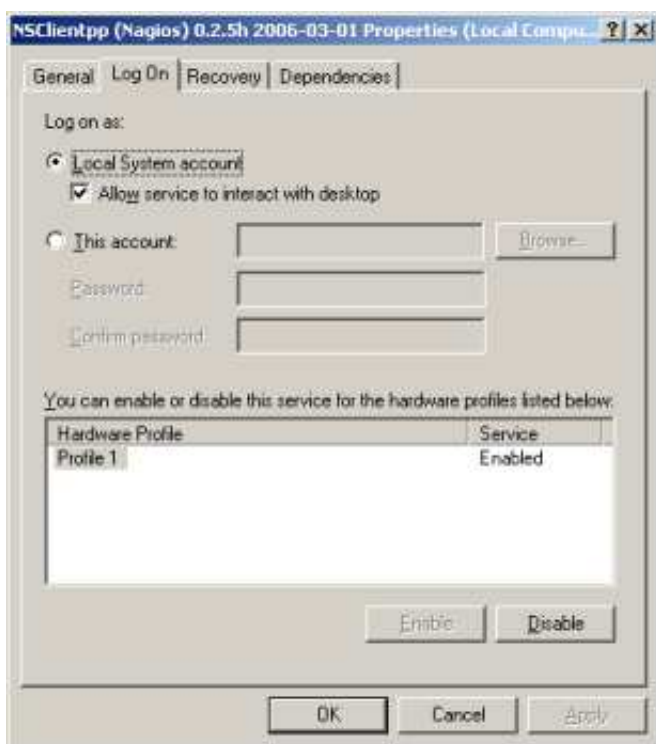 NSClientpp (Nagios) 0.2.5h 2006-03-01 Properties (Local Compu...
General Log On Recovery Dependencies
Log on as:
Local System account
Allow service to interact with desktop
This account: Browse...
Password:
Confirm password:
You can enable or disable this service for the hardware profiles listed below:
Hardware Profile Service
Profile 1 Enabled
Enable Disable
OK Cancel Apply